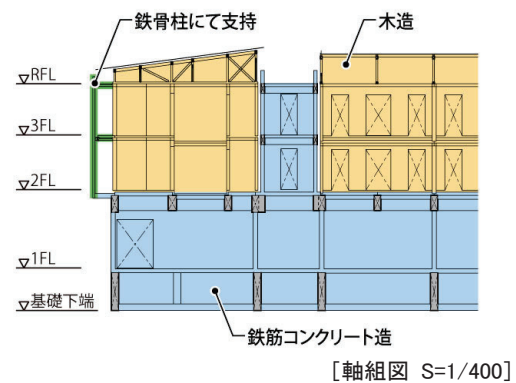 鉄骨柱にて支持
木造
RFL
3FL
2FL
1FL
基礎下端
鉄筋コンクリート造
[軸組図 S=1/400]